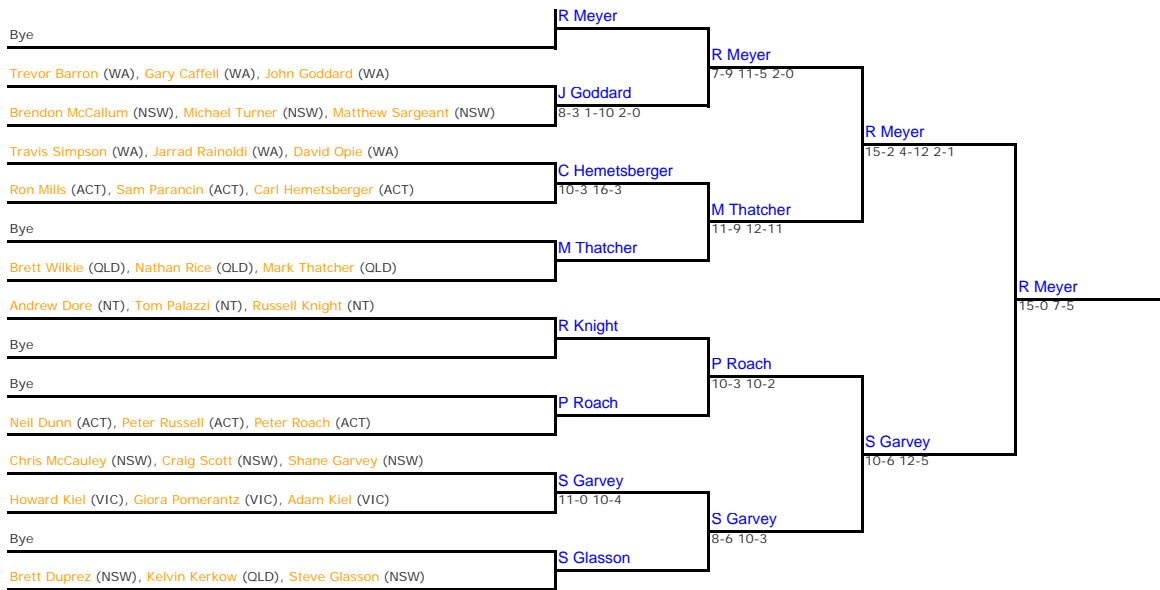 R Meyer
Bye
R Meyer
Trevor Barron (WA), Gary Caffell (WA), John Goddard (WA)
7-9 11-5 2-0
J Goddard
Brendon McCallum (NSW), Michael Turner (NSW), Matthew Sargeant (NSW)
8-3 1-10 2-0
R Meyer
Travis Simpson (WA), Jarrad Rainoldi (WA), David Opie (WA)
15-2 4-12 2-1
C Hemetsberger
Ron Mills (ACT), Sam Parancin (ACT), Carl Hemetsberger (ACT)
10-3 16-3
M Thatcher
11-9 12-11
Bye
M Thatcher
Brett Wilkie (QLD), Nathan Rice (QLD), Mark Thatcher (QLD)
R Meyer
15-0 7-5
Andrew Dore (NT), Tom Palazzi (NT), Russell Knight (NT)
R Knight
Bye
P Roach
10-3 10-2
Bye
P Roach
Neil Dunn (ACT), Peter Russell (ACT), Peter Roach (ACT)
S Garvey
10-6 12-5
Chris McCauley (NSW), Craig Scott (NSW), Shane Garvey (NSW)
S Garvey
Howard Kiel (VIC), Giora Pomerantz (VIC), Adam Kiel (VIC)
11-0 10-4
S Garvey
8-6 10-3
Bye
S Glasson
Brett Duprez (NSW), Kelvin Kerkow (QLD), Steve Glasson (NSW)